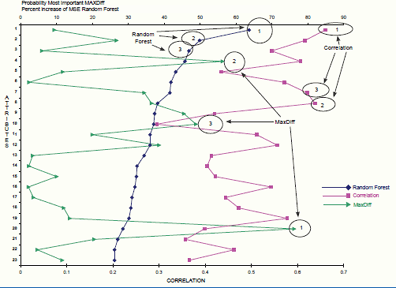 Probability Most Important MAXDiff
Percent Increase of MSE Random Forest
0 10 20 30 40 50 60 70 80 90
Random
Forest
1
2
3
1
Correlation
2
3
2
MaxDiff
3
1
ATTRIBUTES
1
2
3
4
5
6
7
8
9
10
11
12
13
14
15
16
17
18
19
20
21
22
23
Random Forest
Correlation
MaxDiff
0 0.1 0.2 0.3 0.4 0.5 0.6 0.7
CORRELATION